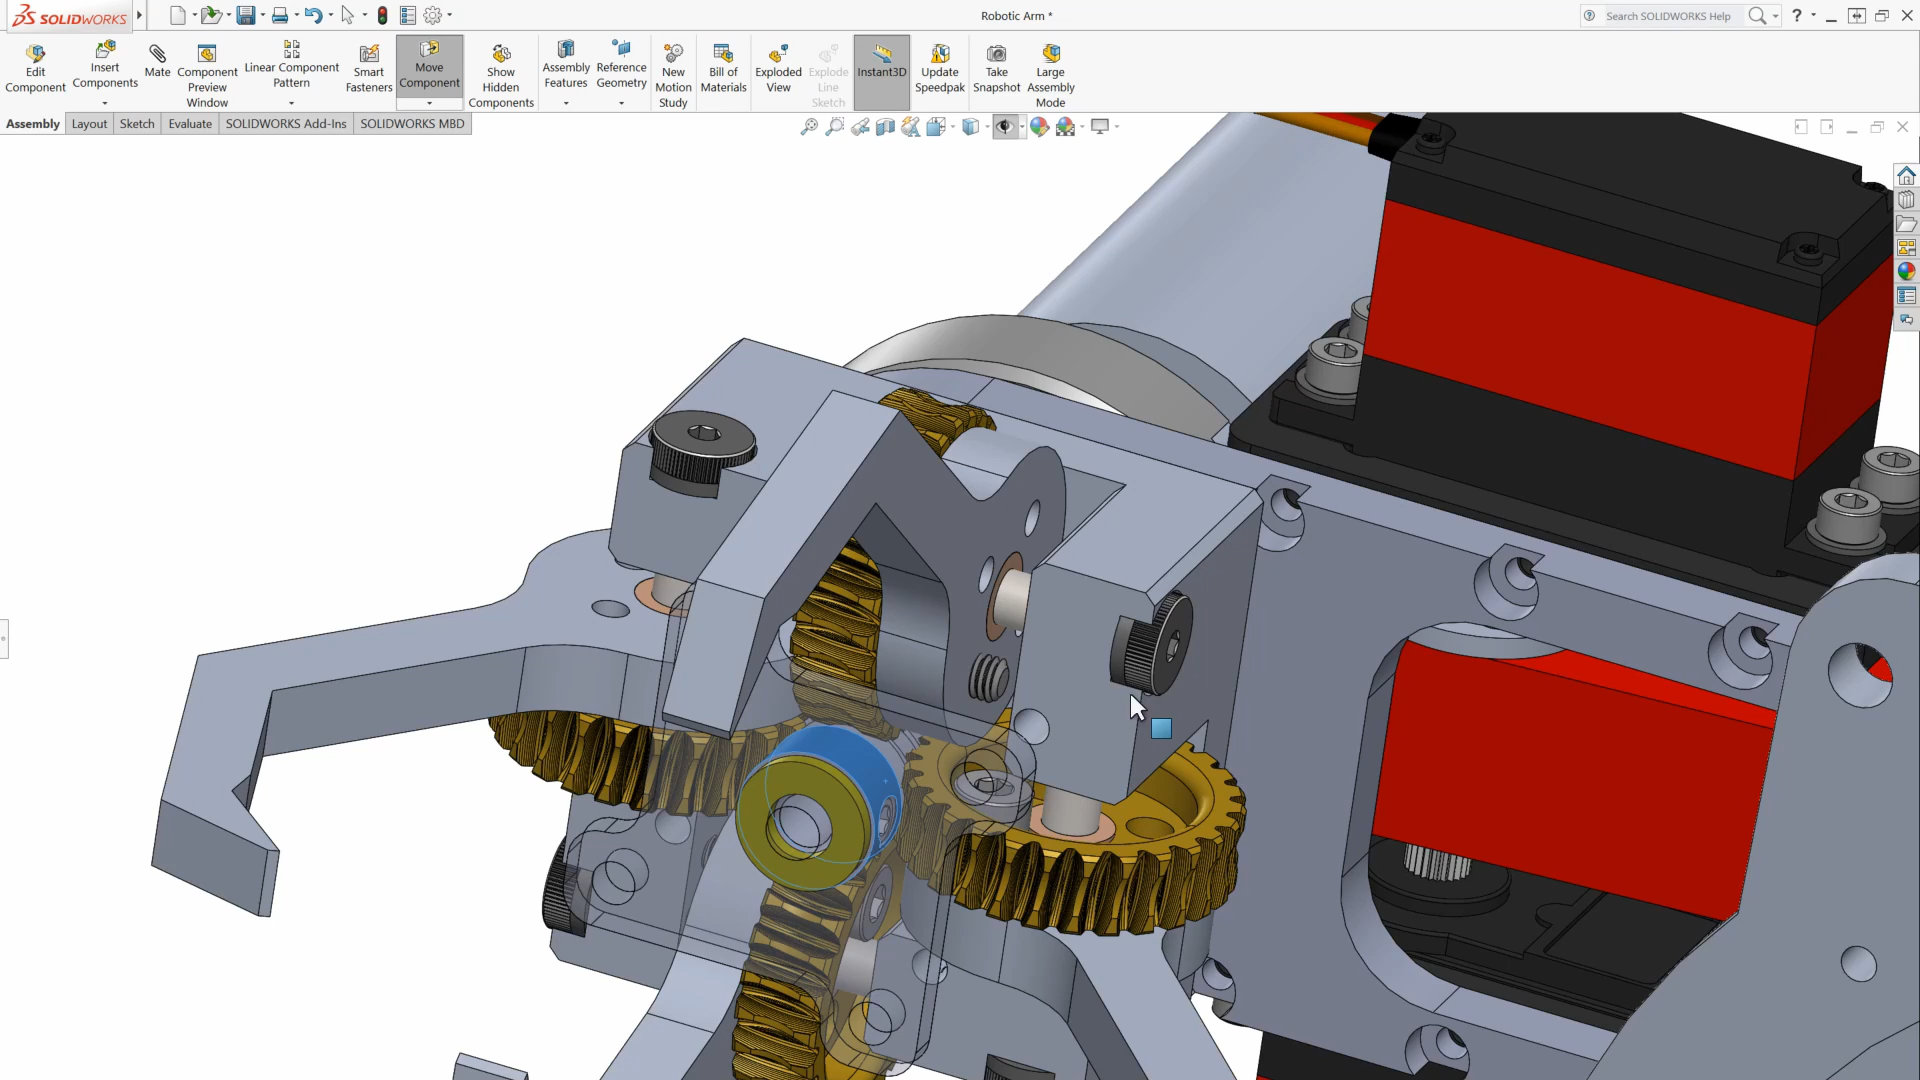 SOLIDWORKS
Robotic Arm *
Search SOLIDWORKS Help
?
Edit
Component
Insert
Components
Mate
Component
Preview
Window
Linear Component
Pattern
Smart
Fasteners
Move
Component
Show
Hidden
Components
Assembly
Features
Reference
Geometry
New
Motion
Study
Bill of
Materials
Exploded
View
Explode
Line
Sketch
Instant3D
Update
Speedpak
Take
Snapshot
Large
Assembly
Mode
Assembly
Layout
Sketch
Evaluate
SOLIDWORKS Add-Ins
SOLIDWORKS MBD